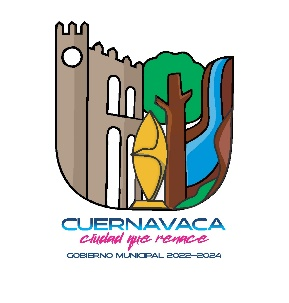 CUERNAVACA
ciudad que renace
GOBIERNO MUNICIPAL 2022-2024